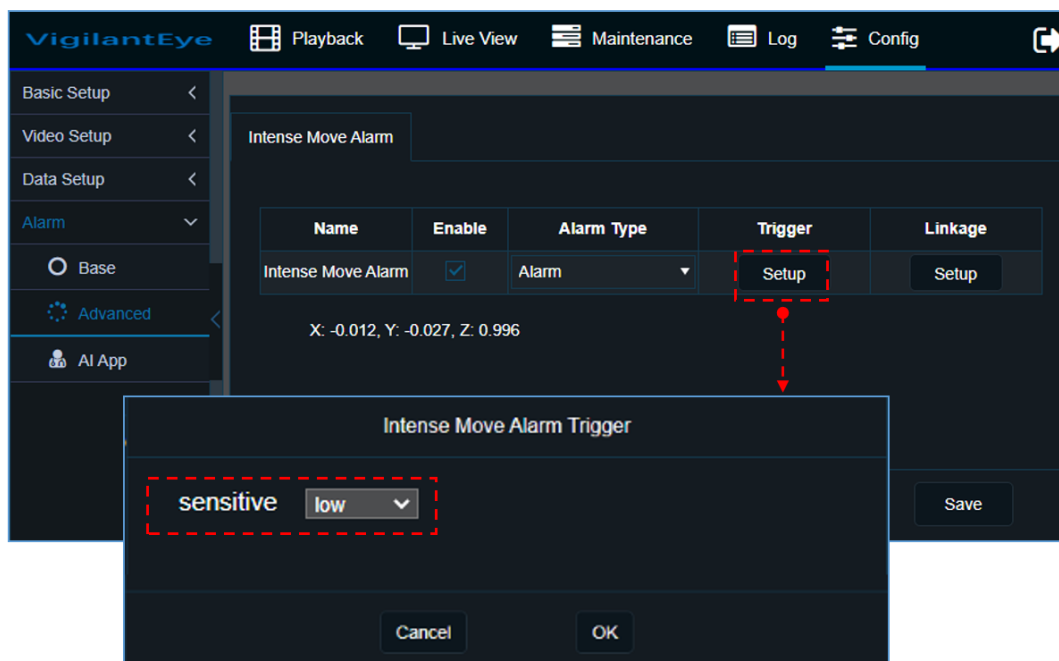 VigilantEye Playback Live View Maintenance Log Config
Basic Setup
Video Setup
Data Setup
Alarm
Base
Advanced
AI App
Intense Move Alarm
Name Enable Alarm Type Trigger Linkage
Intense Move Alarm Alarm Setup Setup
X: -0.012, Y: -0.027, Z: 0.996
Save
Intense Move Alarm Trigger
sensitive low
Cancel OK